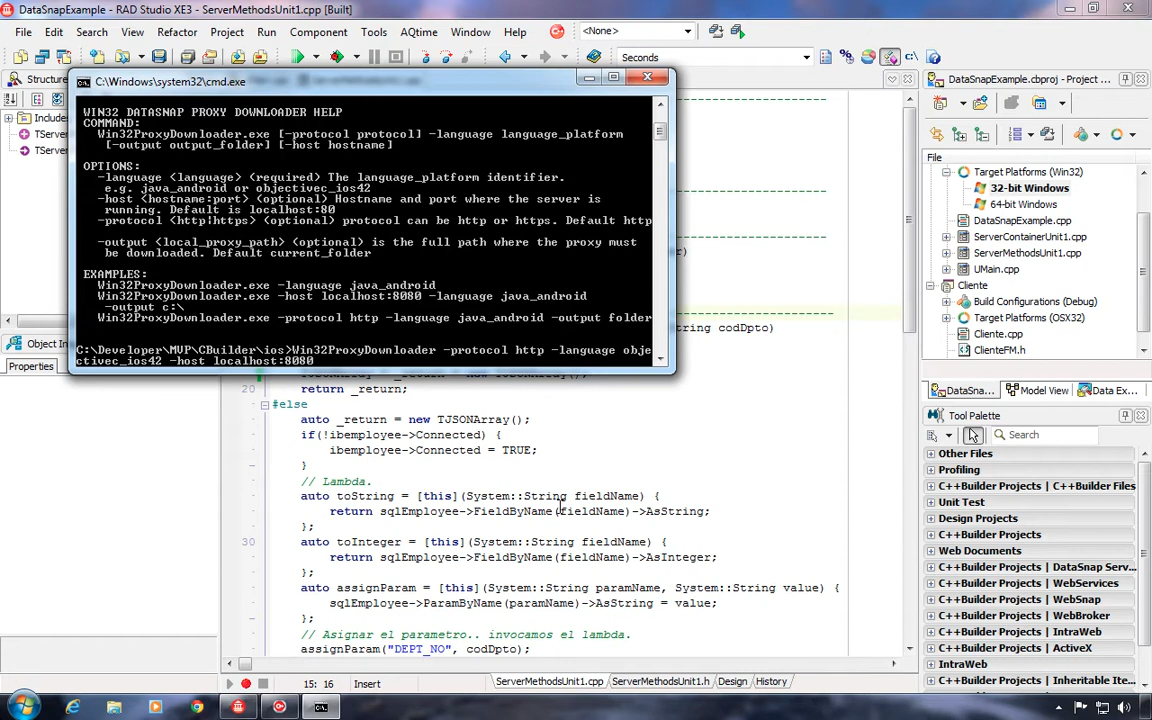 DataSnapExample - RAD Studio XE3 - ServerMethodsUnit1.cpp [Built]
File Edit Search View Refactor Project Run Component Tools AQtime Window Help <None>
Seconds
Structure
Includes
TServer
TServer
Object In
Properties
C:\Windows\system32\cmd.exe
WIN32 DATASNAP PROXY DOWNLOADER HELP
COMMAND:
Win32ProxyDownloader.exe [-protocol protocol] -language language_platform
[-output output_folder] [-host hostname]
OPTIONS:
-language <language> (required) The language_platform identifier.
e.g. java_android or objectivec_ios42
-host <hostname:port> (optional) Hostname and port where the server is
running. Default is localhost:80
-protocol <http|https> (optional) protocol can be http or https. Default http
-output <local_proxy_path> (optional) is the full path where the proxy must
be downloaded. Default current_folder
EXAMPLES:
Win32ProxyDownloader.exe -language java_android
Win32ProxyDownloader.exe -host localhost:8080 -language java_android
-output c:\
Win32ProxyDownloader.exe -protocol http -language java_android -output folder
C:\Developer\MVP\CBuilder\ios>Win32ProxyDownloader -protocol http -language obje
ctivec_ios42 -host localhost:8080
tring codDpto)
20 return _return;
#else
auto _return = new TJSONArray();
if(!ibemployee->Connected) {
ibemployee->Connected = TRUE;
}
// Lambda.
auto toString = [this](System::String fieldName) {
return sqlEmployee->FieldByName(fieldName)->AsString;
};
30 auto toInteger = [this](System::String fieldName) {
return sqlEmployee->FieldByName(fieldName)->AsInteger;
};
auto assignParam = [this](System::String paramName, System::String value) {
sqlEmployee->ParamByName(paramName)->AsString = value;
};
// Asignar el parametro.. invocamos el lambda.
assignParam("DEPT_NO", codDpto);
15: 16 Insert ServerMethodsUnit1.cpp ServerMethodsUnit1.h Design History
DataSnapExample.cbproj - Project ...
File
Target Platforms (Win32)
32-bit Windows
64-bit Windows
DataSnapExample.cpp
ServerContainerUnit1.cpp
ServerMethodsUnit1.cpp
UMain.cpp
Cliente
Build Configurations (Debug)
Target Platforms (OSX32)
Cliente.cpp
ClienteFM.h
DataSna... Model View Data Ex...
Tool Palette
Search
Other Files
Profiling
C++Builder Projects | C++Builder Files
Unit Test
Design Projects
C++Builder Projects
Web Documents
C++Builder Projects | DataSnap Serv...
C++Builder Projects | WebServices
C++Builder Projects | WebSnap
C++Builder Projects | WebBroker
C++Builder Projects | IntraWeb
C++Builder Projects | ActiveX
IntraWeb
C++Builder Projects | Inheritable Ite...